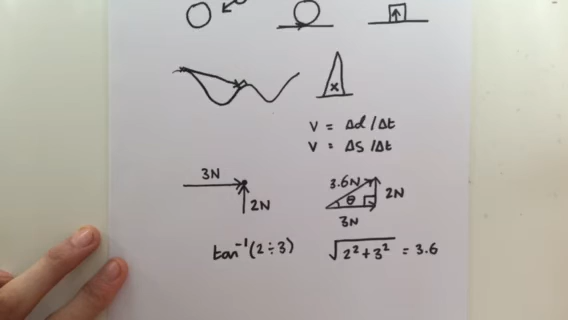 x
V = Δd/Δt
V = Δs/Δt
3N
2N
3.6N
θ
2N
3N
tan⁻¹(2÷3)
√2²+3² = 3.6